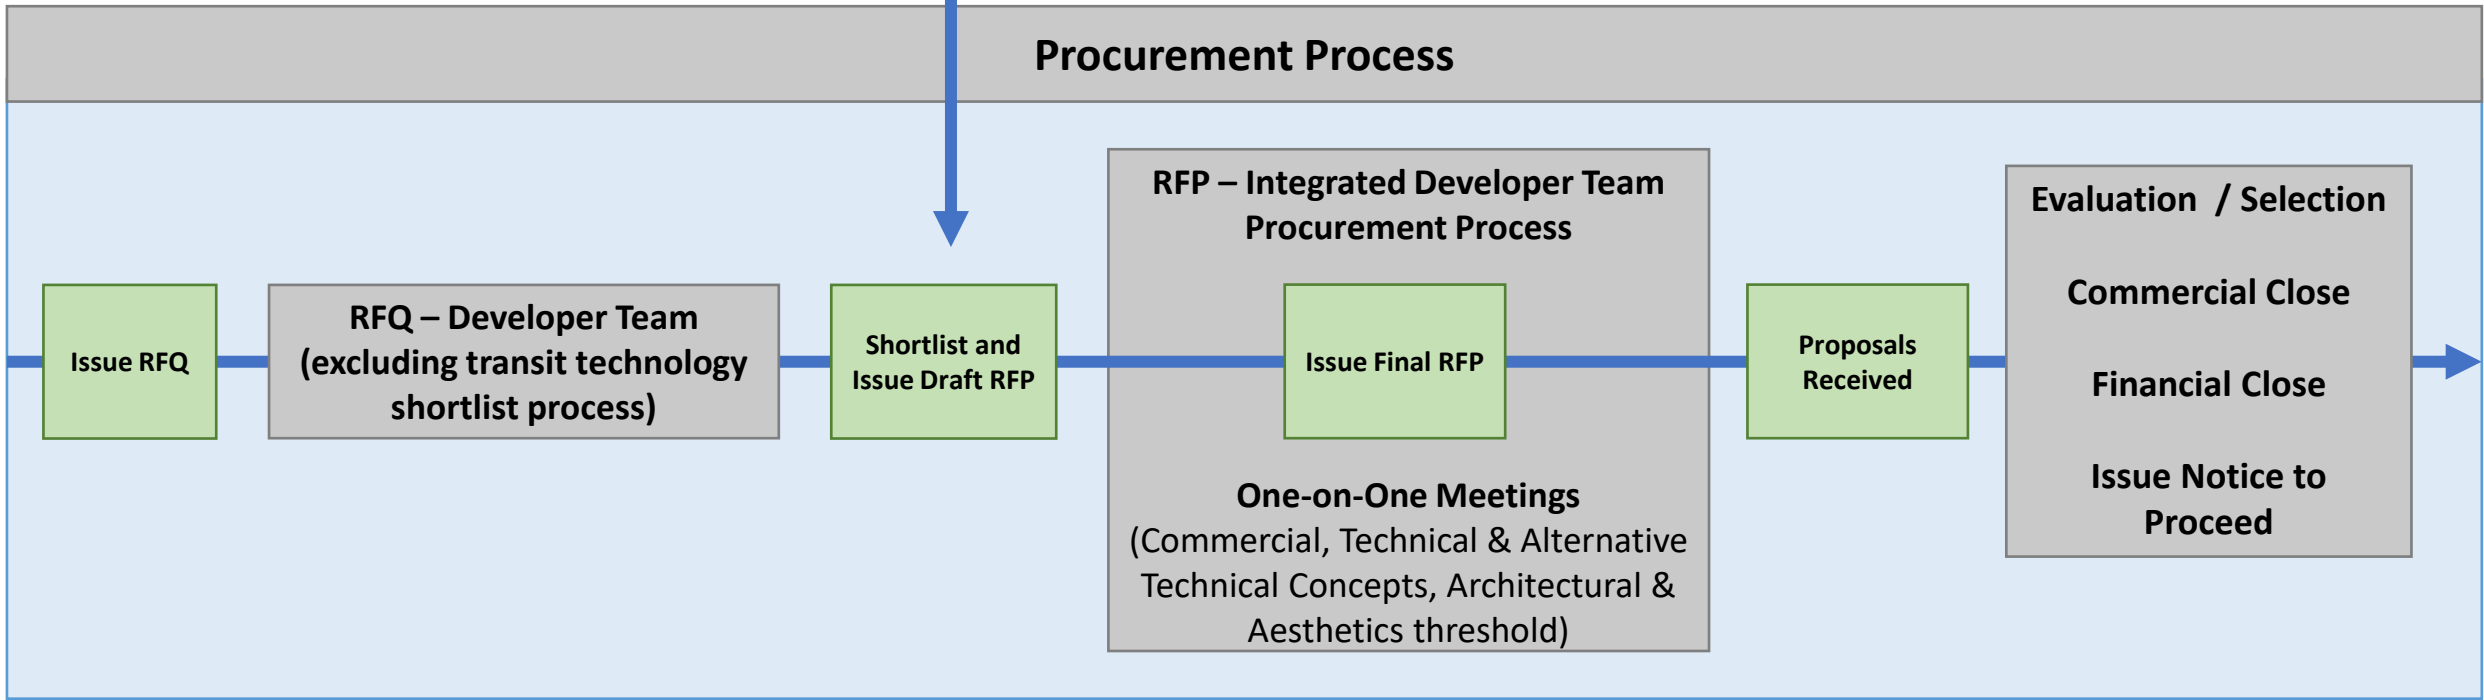 Procurement Process
Issue RFQ
RFQ – Developer Team
(excluding transit technology
shortlist process)
Shortlist and
Issue Draft RFP
RFP – Integrated Developer Team
Procurement Process
Issue Final RFP
One-on-One Meetings
(Commercial, Technical & Alternative
Technical Concepts, Architectural &
Aesthetics threshold)
Proposals
Received
Evaluation / Selection
Commercial Close
Financial Close
Issue Notice to
Proceed